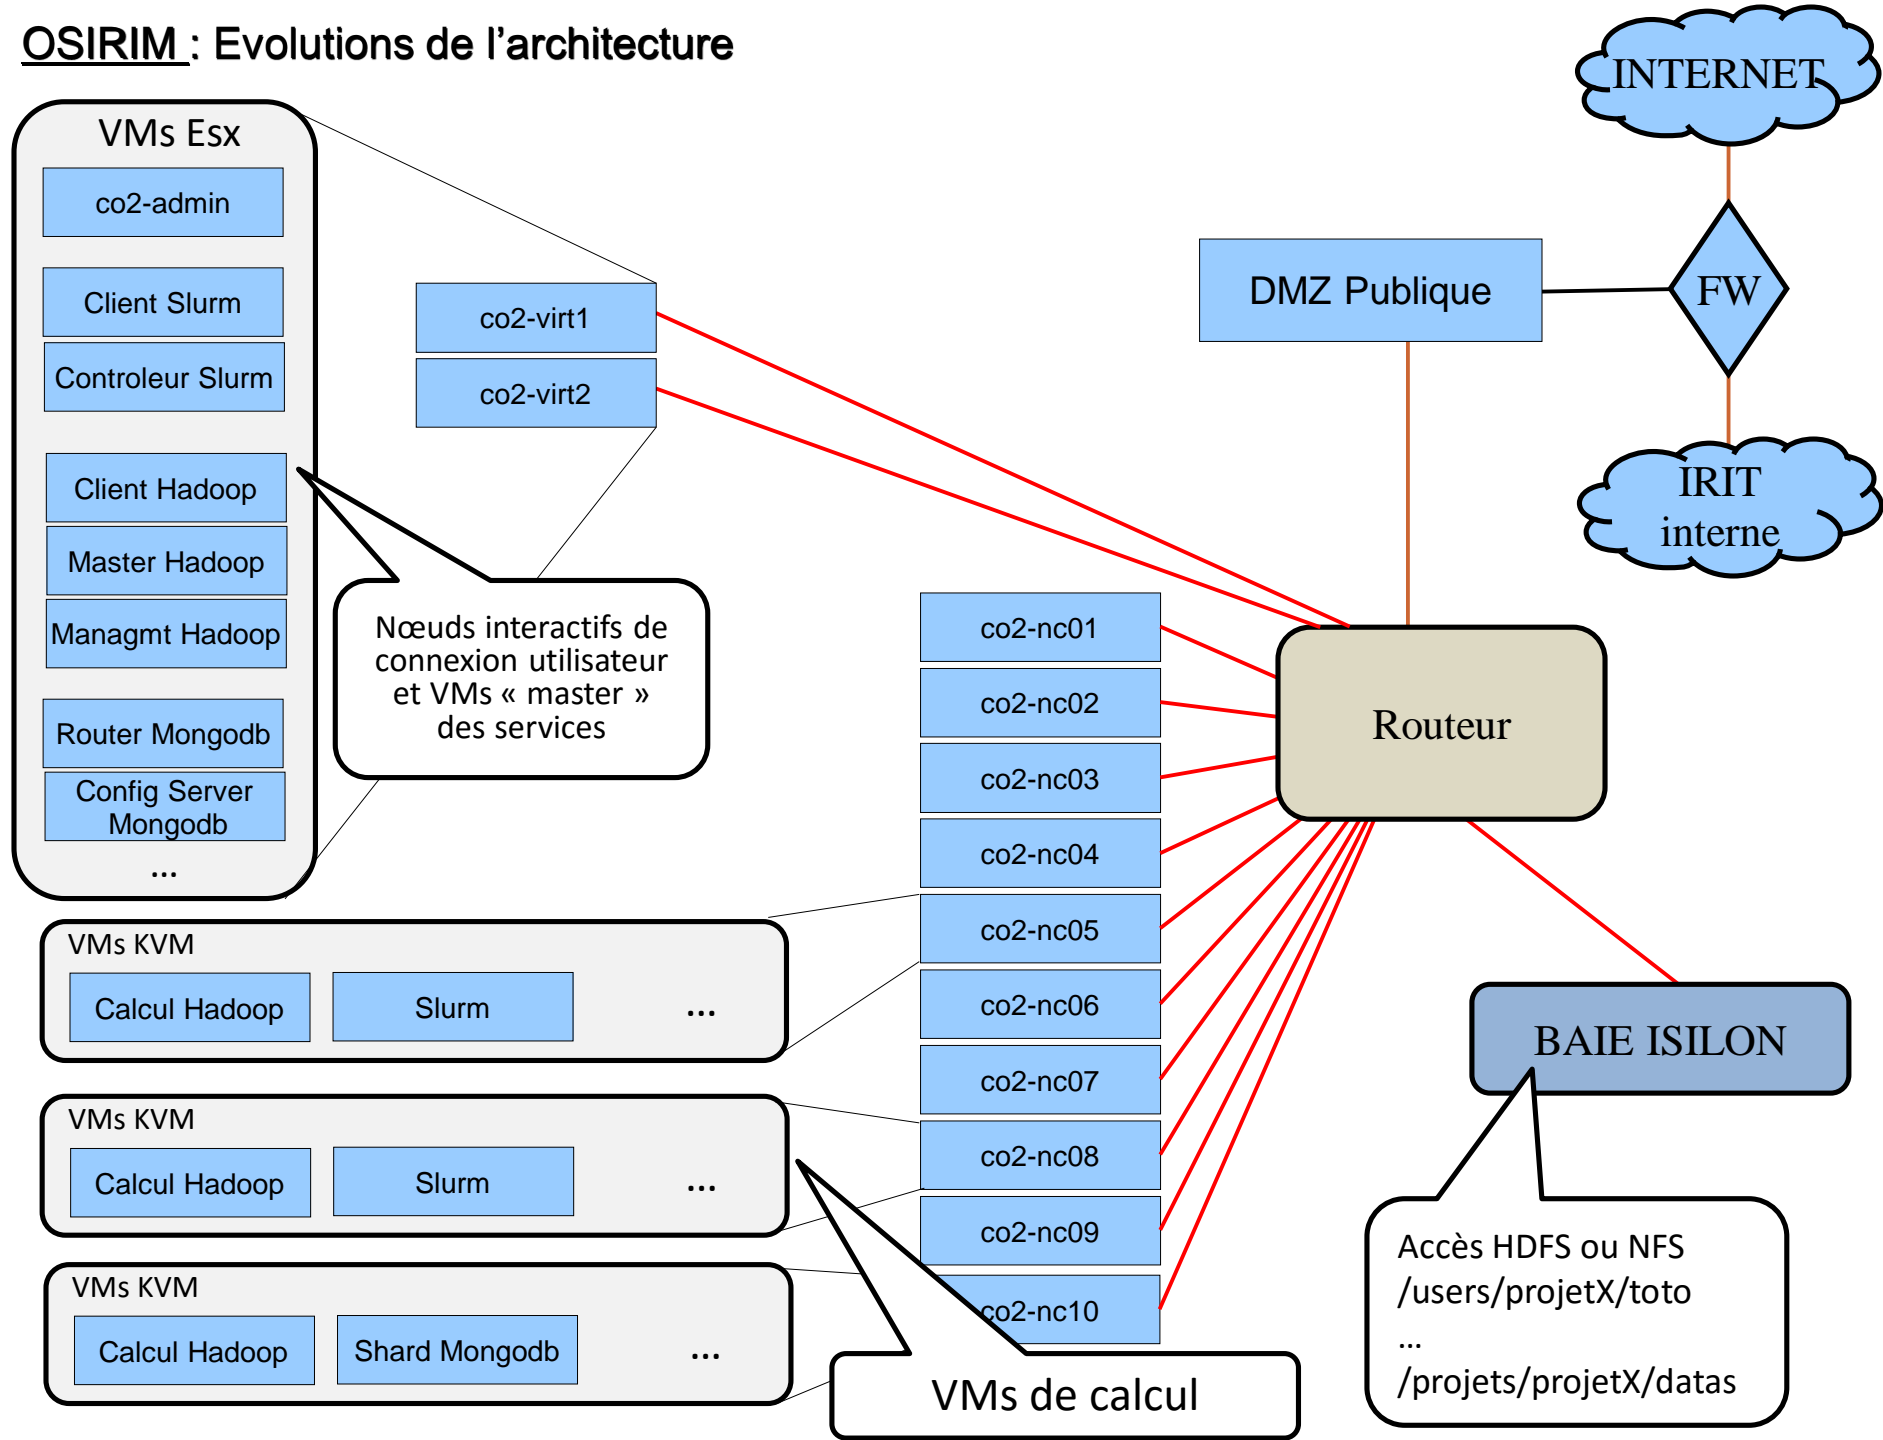 OSIRIM : Evolutions de l’architecture
VMs Esx
co2-admin
Client Slurm
Controleur Slurm
Client Hadoop
Master Hadoop
Managmt Hadoop
Router Mongodb
Config Server
Mongodb
...
co2-virt1
co2-virt2
Nœuds interactifs de
connexion utilisateur
et VMs « master »
des services
INTERNET
DMZ Publique
FW
IRIT
interne
Routeur
co2-nc01
co2-nc02
co2-nc03
co2-nc04
co2-nc05
co2-nc06
co2-nc07
co2-nc08
co2-nc09
co2-nc10
VMs KVM
Calcul Hadoop
Slurm
...
VMs KVM
Calcul Hadoop
Slurm
...
VMs KVM
Calcul Hadoop
Shard Mongodb
...
VMs de calcul
BAIE ISILON
Accès HDFS ou NFS
/users/projetX/toto
...
/projets/projetX/datas